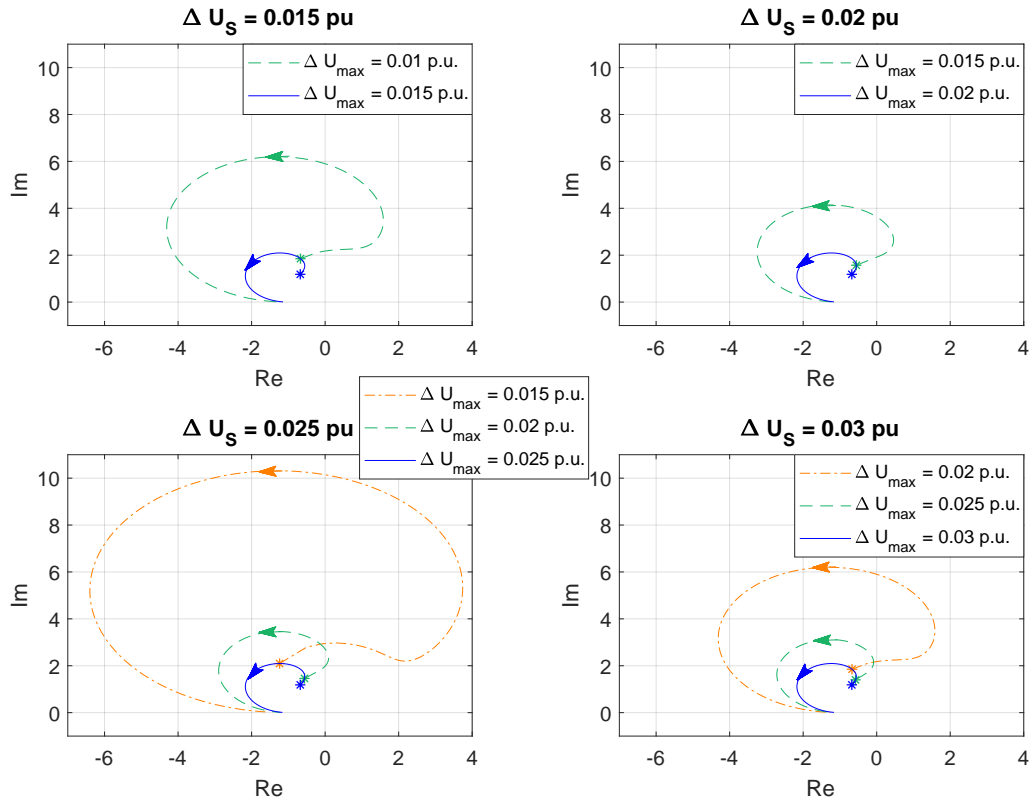 Δ U_S = 0.015 pu
Δ U_max = 0.01 p.u.
Δ U_max = 0.015 p.u.
10
8
6
4
2
0
Im
-6 -4 -2 0 2 4
Re
Δ U_S = 0.02 pu
Δ U_max = 0.015 p.u.
Δ U_max = 0.02 p.u.
10
8
6
4
2
0
Im
-6 -4 -2 0 2 4
Re
Δ U_S = 0.025 pu
Δ U_max = 0.015 p.u.
Δ U_max = 0.02 p.u.
Δ U_max = 0.025 p.u.
10
8
6
4
2
0
Im
-6 -4 -2 0 2 4
Re
Δ U_S = 0.03 pu
Δ U_max = 0.02 p.u.
Δ U_max = 0.025 p.u.
Δ U_max = 0.03 p.u.
10
8
6
4
2
0
Im
-6 -4 -2 0 2 4
Re